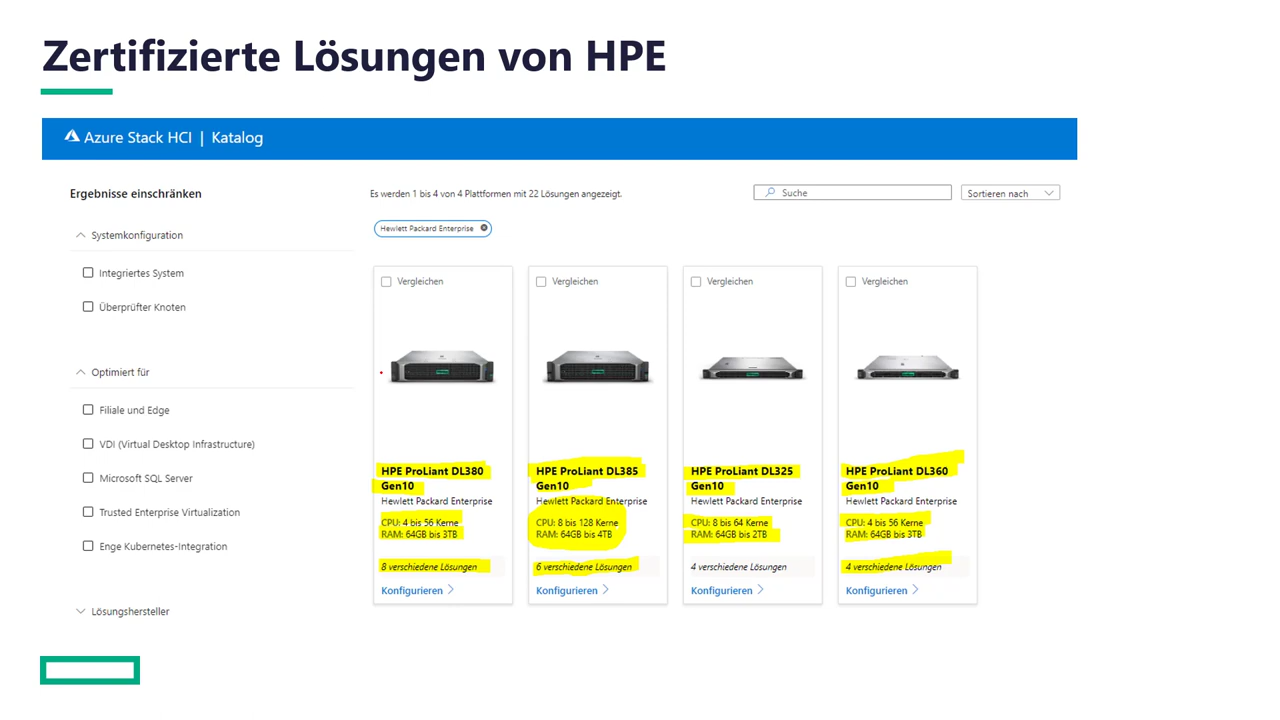 Zertifizierte Lösungen von HPE
Azure Stack HCI | Katalog
Ergebnisse einschränken
Es werden 1 bis 4 von 4 Plattformen mit 22 Lösungen angezeigt.
Suche
Sortieren nach
Hewlett Packard Enterprise
Systemkonfiguration
Integriertes System
Überprüfter Knoten
Optimiert für
Filiale und Edge
VDI (Virtual Desktop Infrastructure)
Microsoft SQL Server
Trusted Enterprise Virtualization
Enge Kubernetes-Integration
Lösungshersteller
Vergleichen
HPE ProLiant DL380
Gen10
Hewlett Packard Enterprise
CPU: 4 bis 56 Kerne
RAM: 64GB bis 3TB
8 verschiedene Lösungen
Konfigurieren
Vergleichen
HPE ProLiant DL385
Gen10
Hewlett Packard Enterprise
CPU: 8 bis 128 Kerne
RAM: 64GB bis 4TB
6 verschiedene Lösungen
Konfigurieren
Vergleichen
HPE ProLiant DL325
Gen10
Hewlett Packard Enterprise
CPU: 8 bis 64 Kerne
RAM: 64GB bis 2TB
4 verschiedene Lösungen
Konfigurieren
Vergleichen
HPE ProLiant DL360
Gen10
Hewlett Packard Enterprise
CPU: 4 bis 56 Kerne
RAM: 64GB bis 3TB
4 verschiedene Lösungen
Konfigurieren